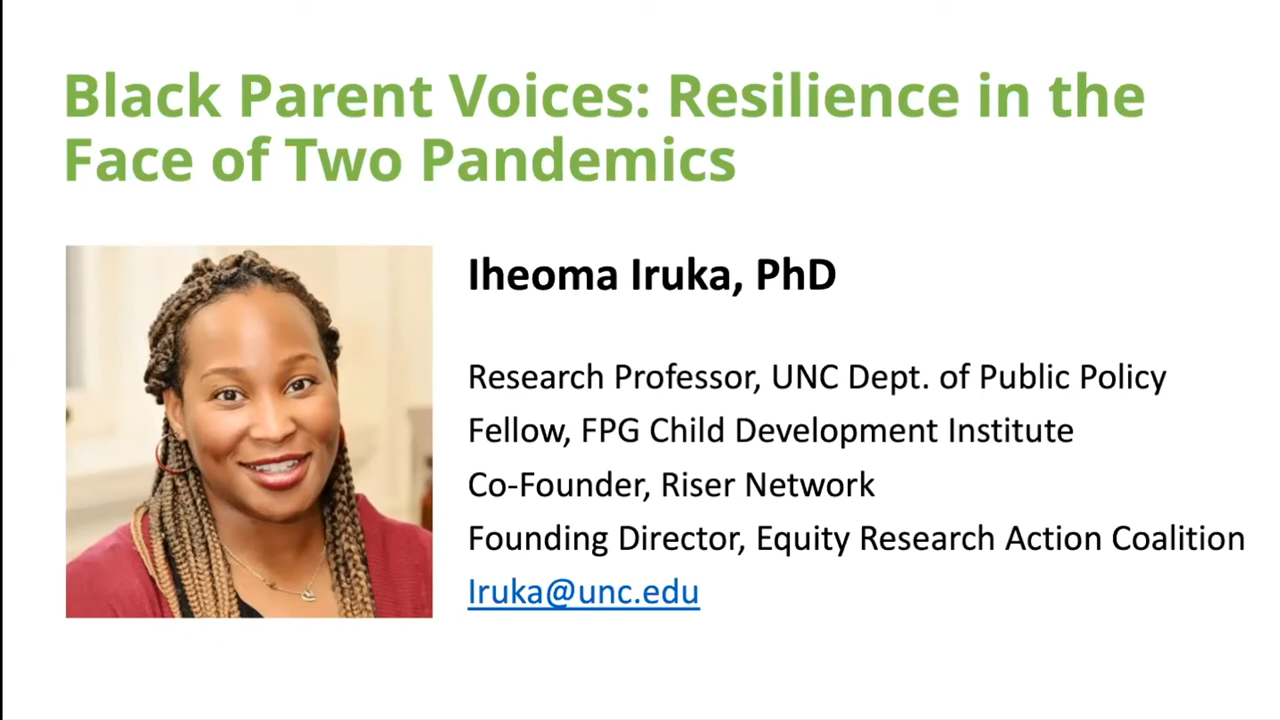 Black Parent Voices: Resilience in the
Face of Two Pandemics
Iheoma Iruka, PhD
Research Professor, UNC Dept. of Public Policy
Fellow, FPG Child Development Institute
Co-Founder, Riser Network
Founding Director, Equity Research Action Coalition
Iruka@unc.edu